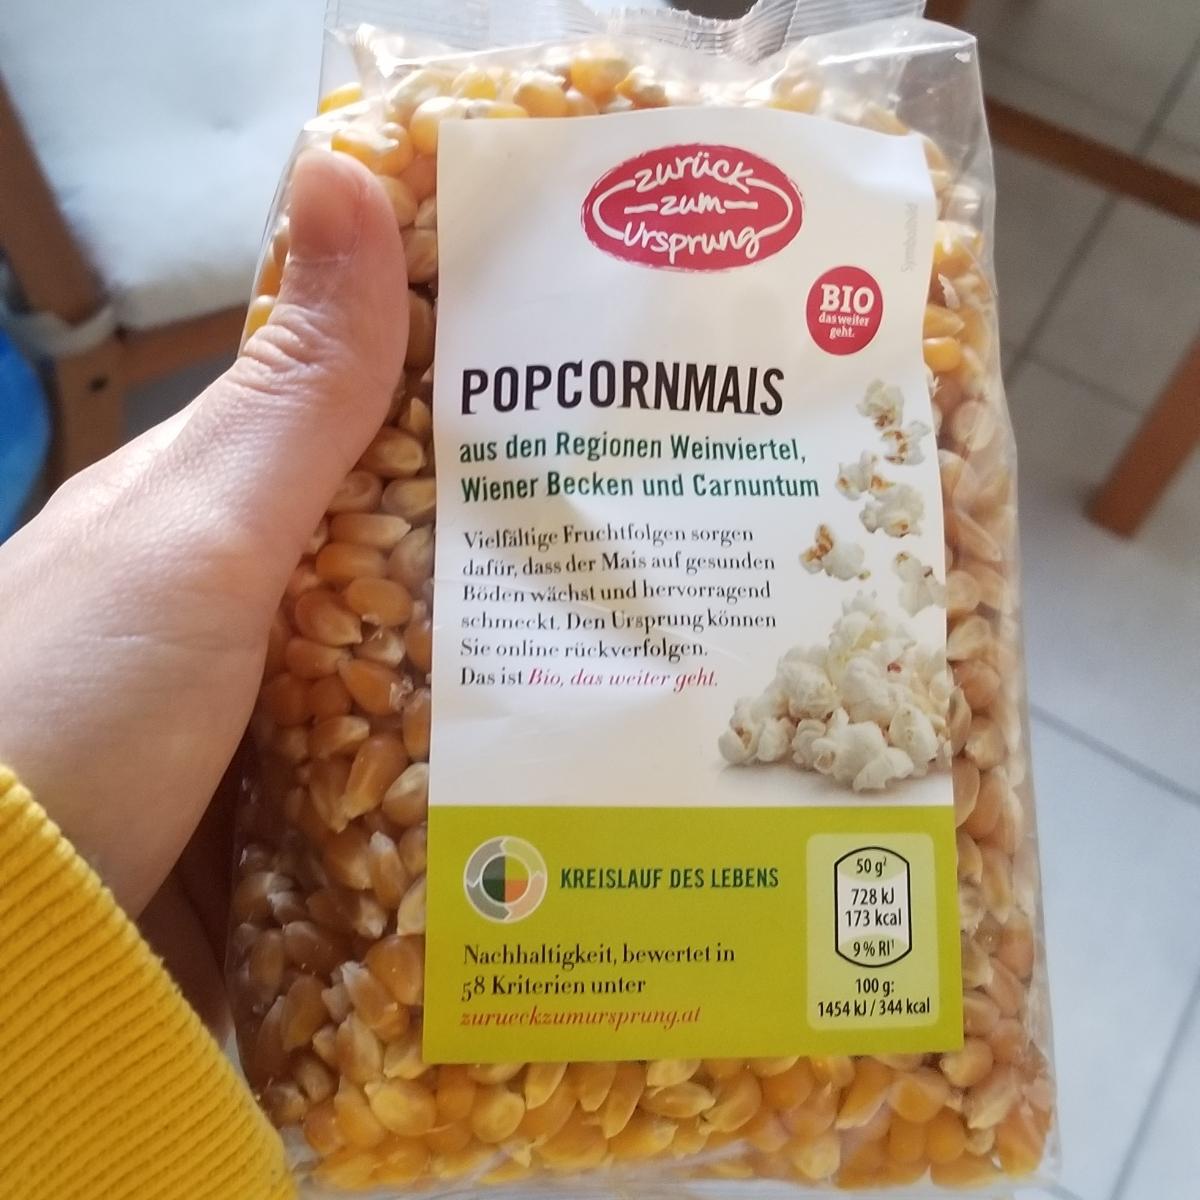 zurück
zum
Ursprung
Symbolbild
BIO
das weiter
geht.
POPCORNMAIS
aus den Regionen Weinviertel,
Wiener Becken und Carnuntum
Vielfältige Fruchtfolgen sorgen
dafür, dass der Mais auf gesunden
Böden wächst und hervorragend
schmeckt. Den Ursprung können
Sie online rückverfolgen.
Das ist Bio, das weiter geht.
KREISLAUF DES LEBENS
Nachhaltigkeit, bewertet in
58 Kriterien unter
zurueckzumursprung.at
50 g²
728 kJ
173 kcal
9% RI¹
100 g:
1454 kJ / 344 kcal